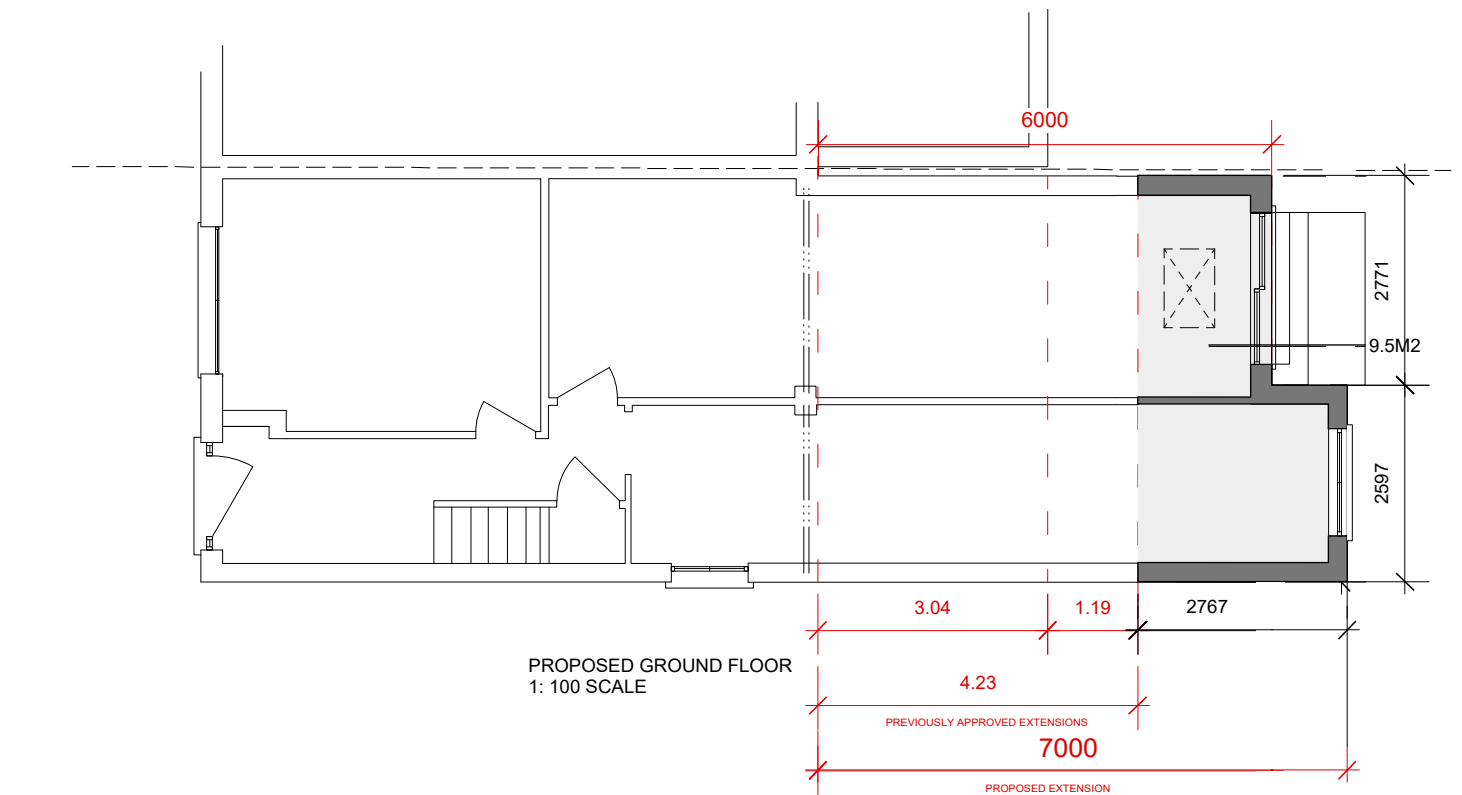 6000
2771
9.5M2
2597
3.04
1.19
2767
PROPOSED GROUND FLOOR
1: 100 SCALE
4.23
PREVIOUSLY APPROVED EXTENSIONS
7000
PROPOSED EXTENSION